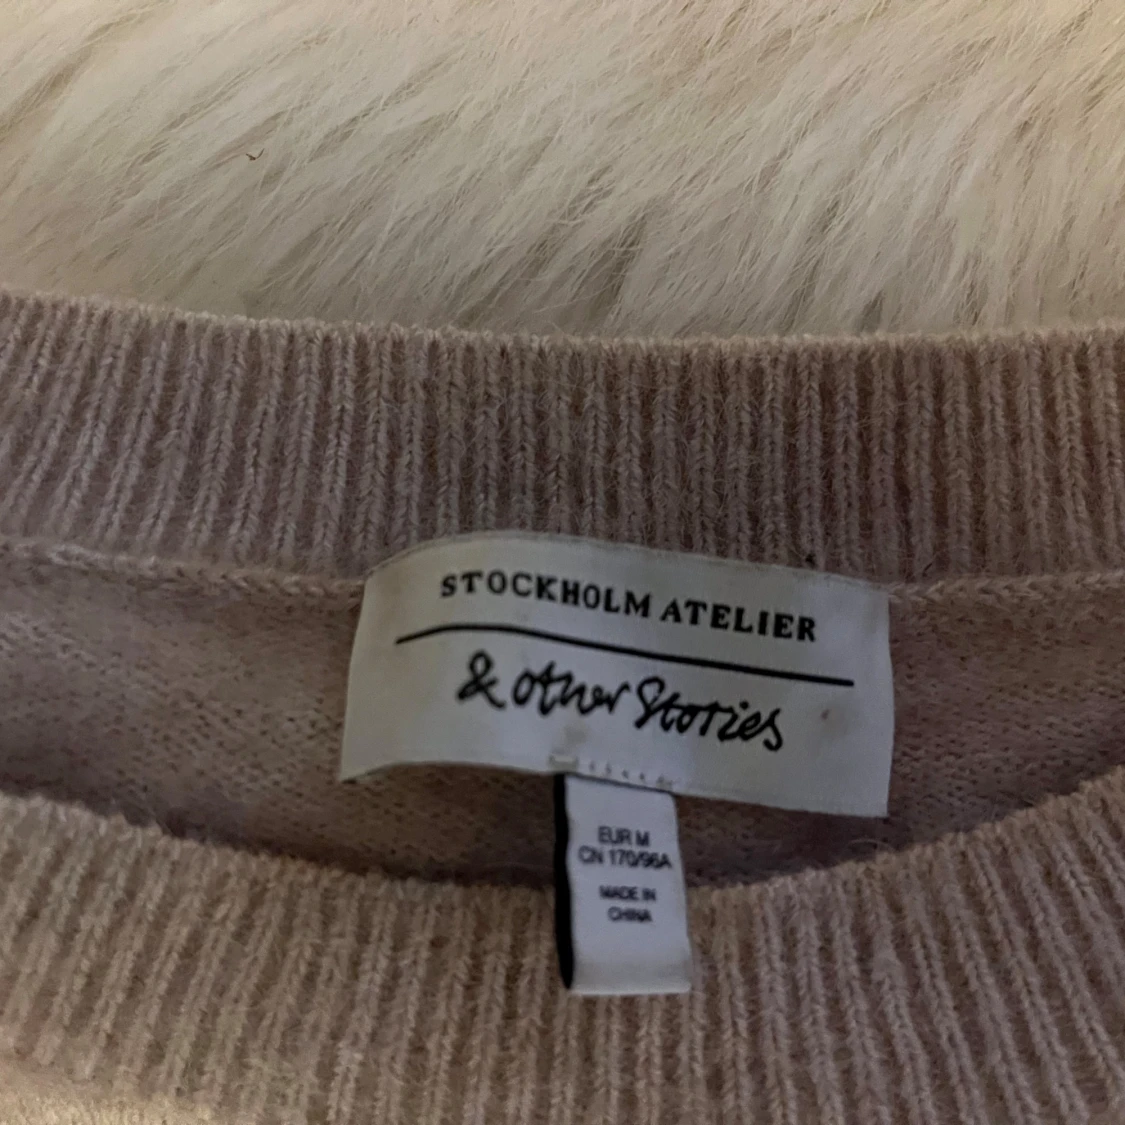 STOCKHOLM ATELIER
& other Stories
EUR M
CN 170/96A
MADE IN
CHINA